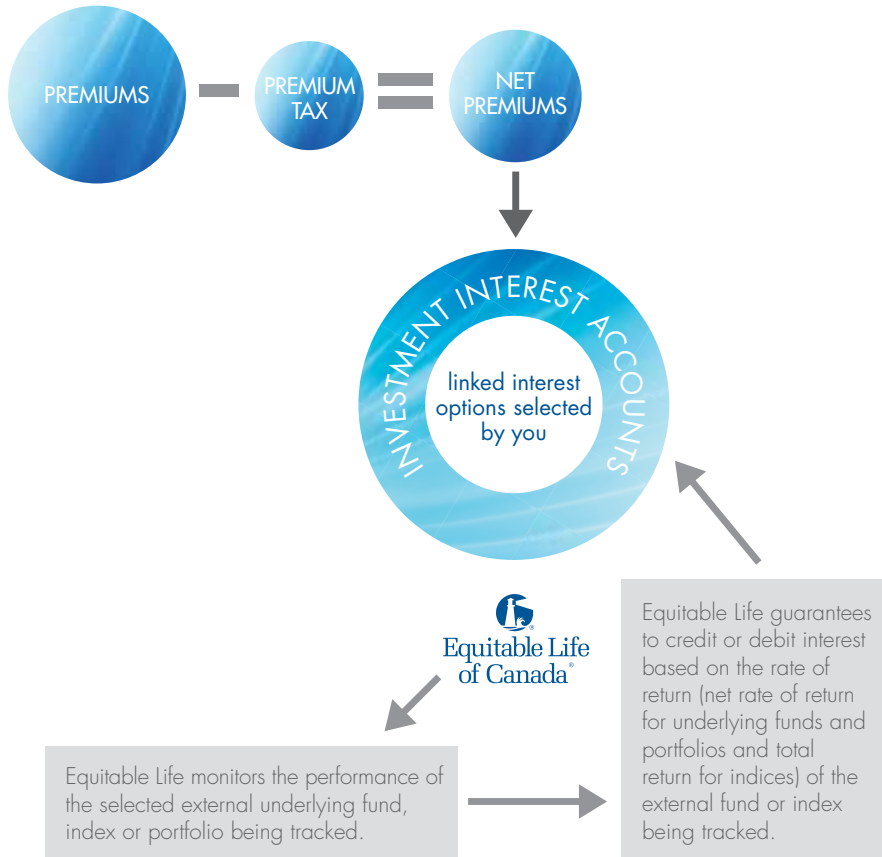 PREMIUMS
PREMIUM
TAX
NET
PREMIUMS
INVESTMENT INTEREST ACCOUNTS
linked interest
options selected
by you
Equitable Life
of Canada®
Equitable Life guarantees
to credit or debit interest
based on the rate of
return (net rate of return
for underlying funds and
portfolios and total
return for indices) of the
external fund or index
being tracked.
Equitable Life monitors the performance of
the selected external underlying fund,
index or portfolio being tracked.